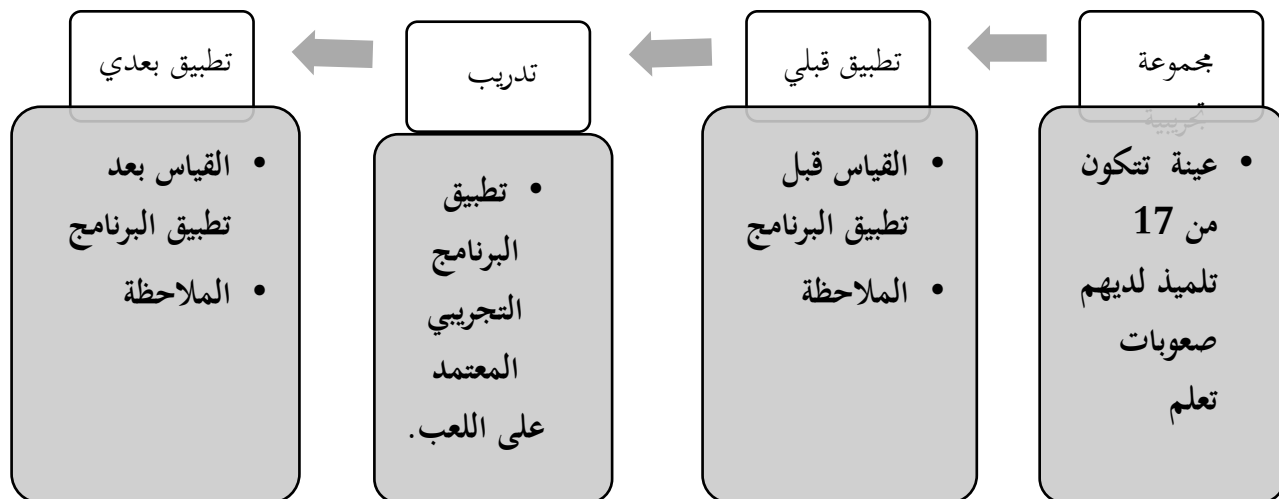 مجموعة
تجريبية
• عينة تتكون
من 17
تلميذ لديهم
صعوبات
تعلم
تطبيق قبلي
• القياس قبل
تطبيق البرنامج
• الملاحظة
تدريب
• تطبيق
البرنامج
التجريبي
المعتمد
على اللعب.
تطبيق بعدي
• القياس بعد
تطبيق البرنامج
• الملاحظة